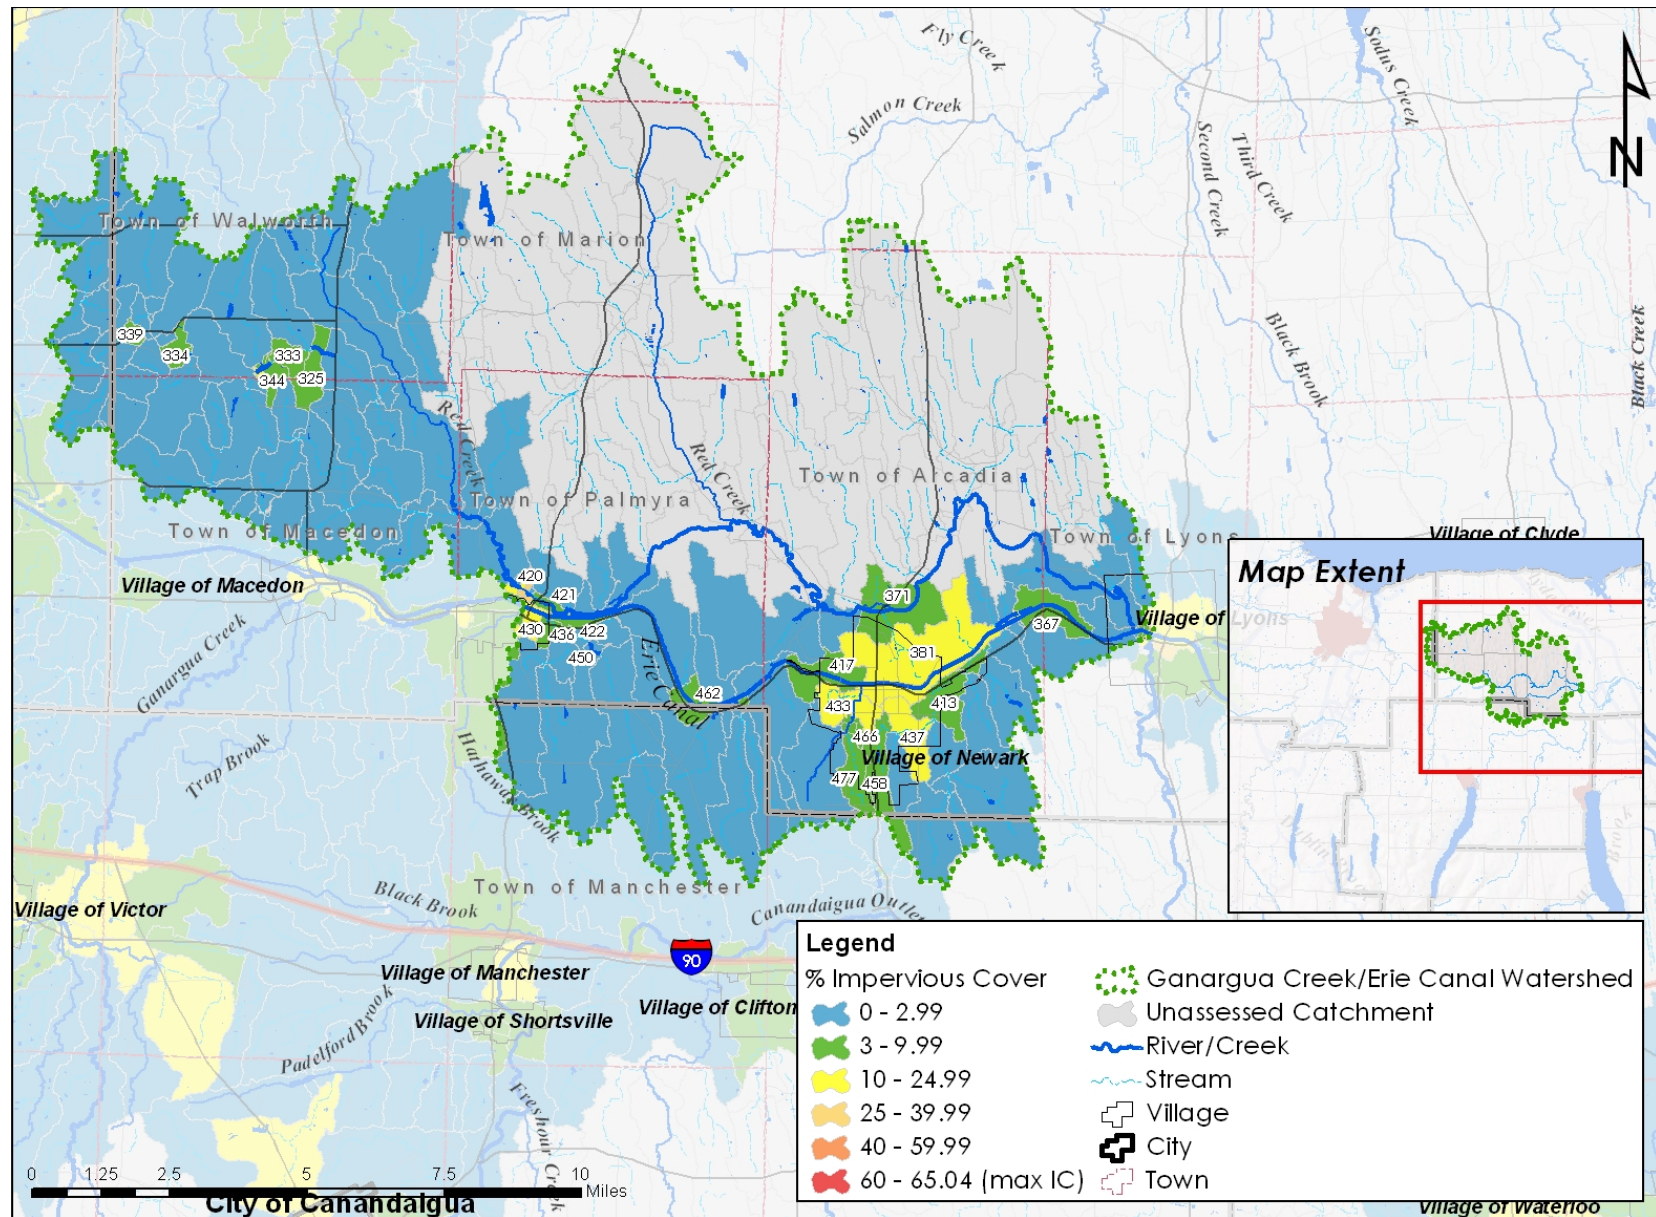 Fly Creek
Sodus Creek
Salmon Creek
Second Creek
Third Creek
N
Town of Walworth
Town of Marion
339
334
333
344
325
Black Brook
Black Creek
Red Creek
Red Creek
Town of Palmyra
Town of Arcadia
Town of Macedon
Town of Lyons
Village of Clyde
Village of Macedon
Village of Lyons
420
421
430
436
422
450
371
367
381
417
462
433
413
466
437
Village of Newark
477
458
Ganargua Creek
Erie Canal
Trap Brook
Hathaway Brook
Map Extent
Town of Manchester
Black Brook
Canandaigua Outlet
Village of Victor
90
Village of Manchester
Village of Clifton
Village of Shortsville
Padelford Brook
Freshour Creek
Legend
% Impervious Cover
0 - 2.99
3 - 9.99
10 - 24.99
25 - 39.99
40 - 59.99
60 - 65.04 (max IC)
Ganargua Creek/Erie Canal Watershed
Unassessed Catchment
River/Creek
Stream
Village
City
Town
0 1.25 2.5 5 7.5 10
Miles
City of Canandaigua
Village of Waterloo